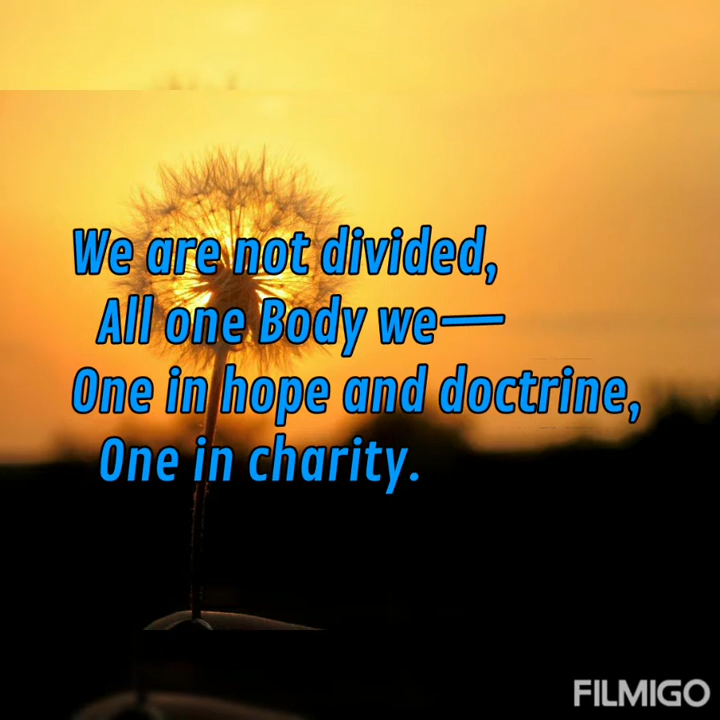 We are not divided,
All one Body we—
One in hope and doctrine,
One in charity.
FILMIGO